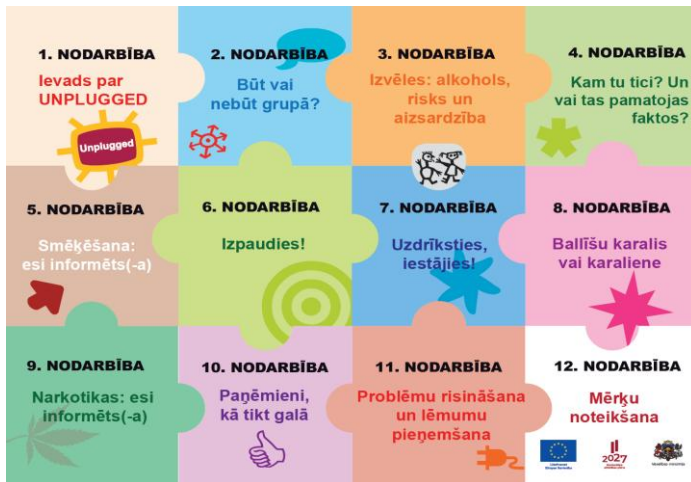 1. NODARBĪBA
Ievads par
UNPLUGGED
Unplugged
2. NODARBĪBA
Būt vai
nebūt grupā?
3. NODARBĪBA
Izvēles: alkohols,
risks un
aizsardzība
4. NODARBĪBA
Kam tu tici? Un
vai tas pamatojas
faktos?
5. NODARBĪBA
Smēķēšana:
esi informēts(-a)
6. NODARBĪBA
Izpaudies!
7. NODARBĪBA
Uzdrīksties,
iestājies!
8. NODARBĪBA
Ballīšu karalis
vai karaliene
9. NODARBĪBA
Narkotikas: esi
informēts(-a)
10. NODARBĪBA
Paņēmieni,
kā tikt galā
11. NODARBĪBA
Problēmu risināšana
un lēmumu
pieņemšana
12. NODARBĪBA
Mērķu
noteikšana
2027